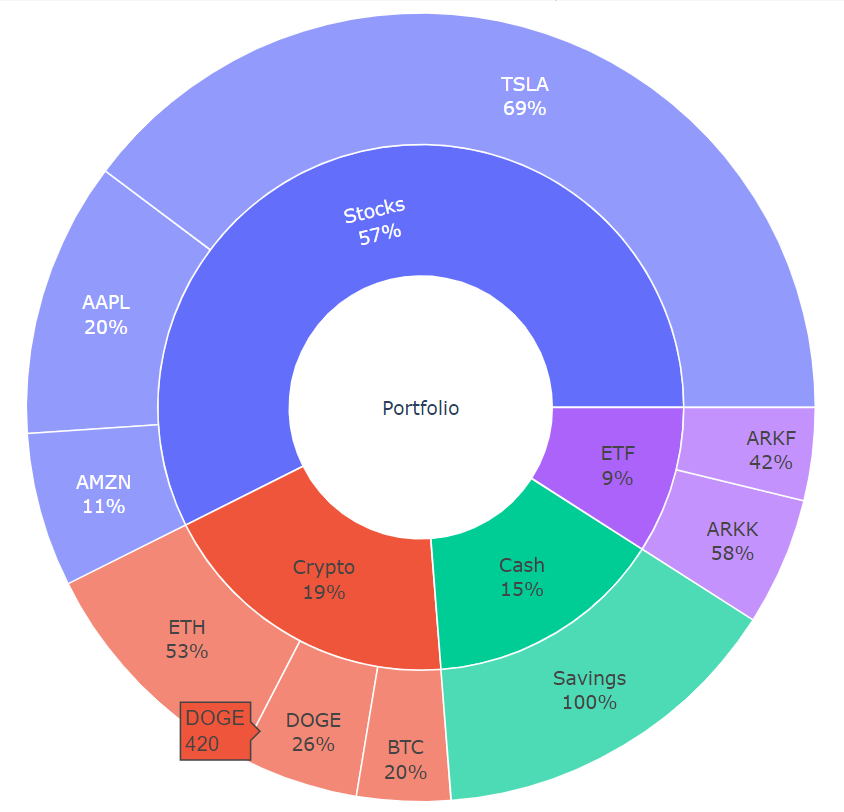 TSLA
69%
Stocks
57%
AAPL
20%
Portfolio
ARKF
42%
ETF
9%
AMZN
11%
ARKK
58%
Cash
15%
Crypto
19%
ETH
53%
Savings
100%
DOGE
420
DOGE
26%
BTC
20%